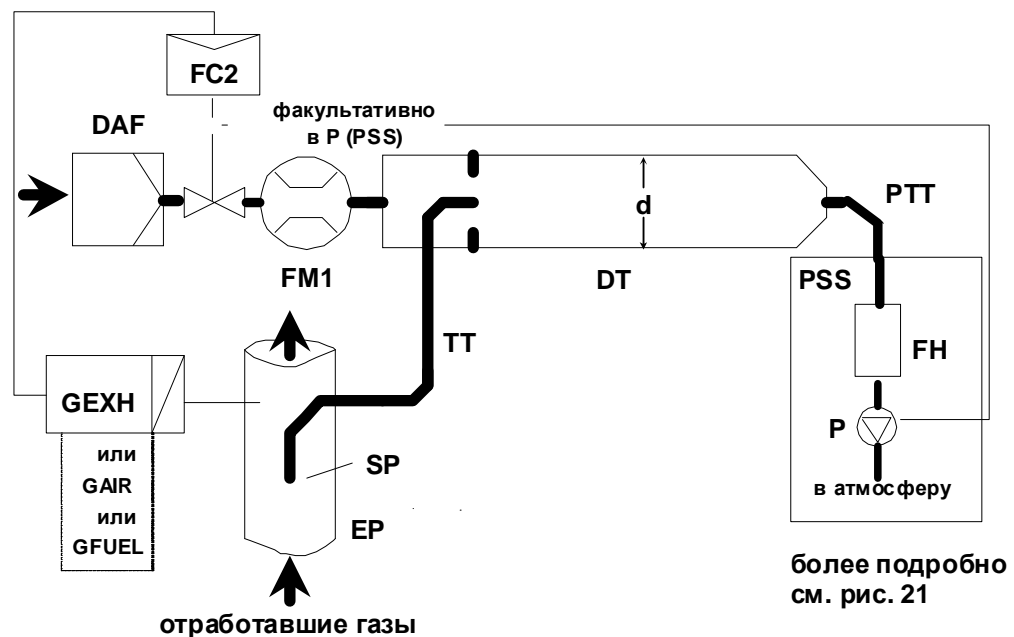 FC2
DAF
факультативно
в P (PSS)
d
PTT
FM1
DT
PSS
TT
FH
GEXH
P
или
GAIR
или
GFUEL
SP
в атмосферу
EP
более подробно
см. рис. 21
отработавшие газы